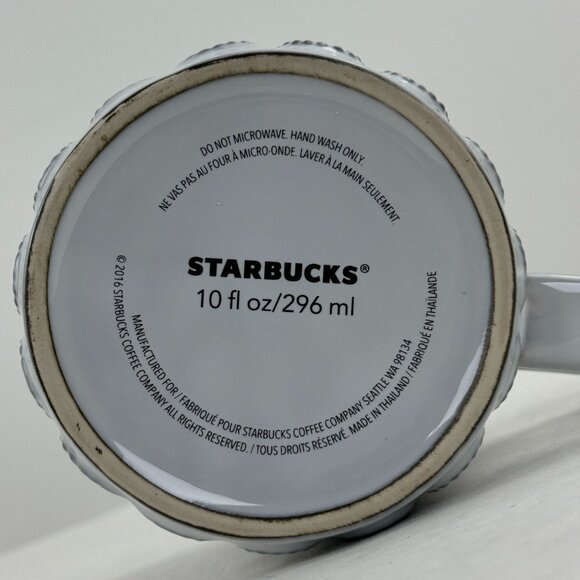 DO NOT MICROWAVE. HAND WASH ONLY.
NE VAS PAS AU FOUR À MICRO-ONDE. LAVER À LA MAIN SEULEMENT.
STARBUCKS®
10 fl oz/296 ml
MANUFACTURED FOR / FABRIQUÉ POUR STARBUCKS COFFEE COMPANY SEATTLE WA 98134
©2016 STARBUCKS COFFEE COMPANY ALL RIGHTS RESERVED. / TOUS DROITS RÉSERVÉ. MADE IN THAILAND / FABRIQUÉ EN THAÏLANDE